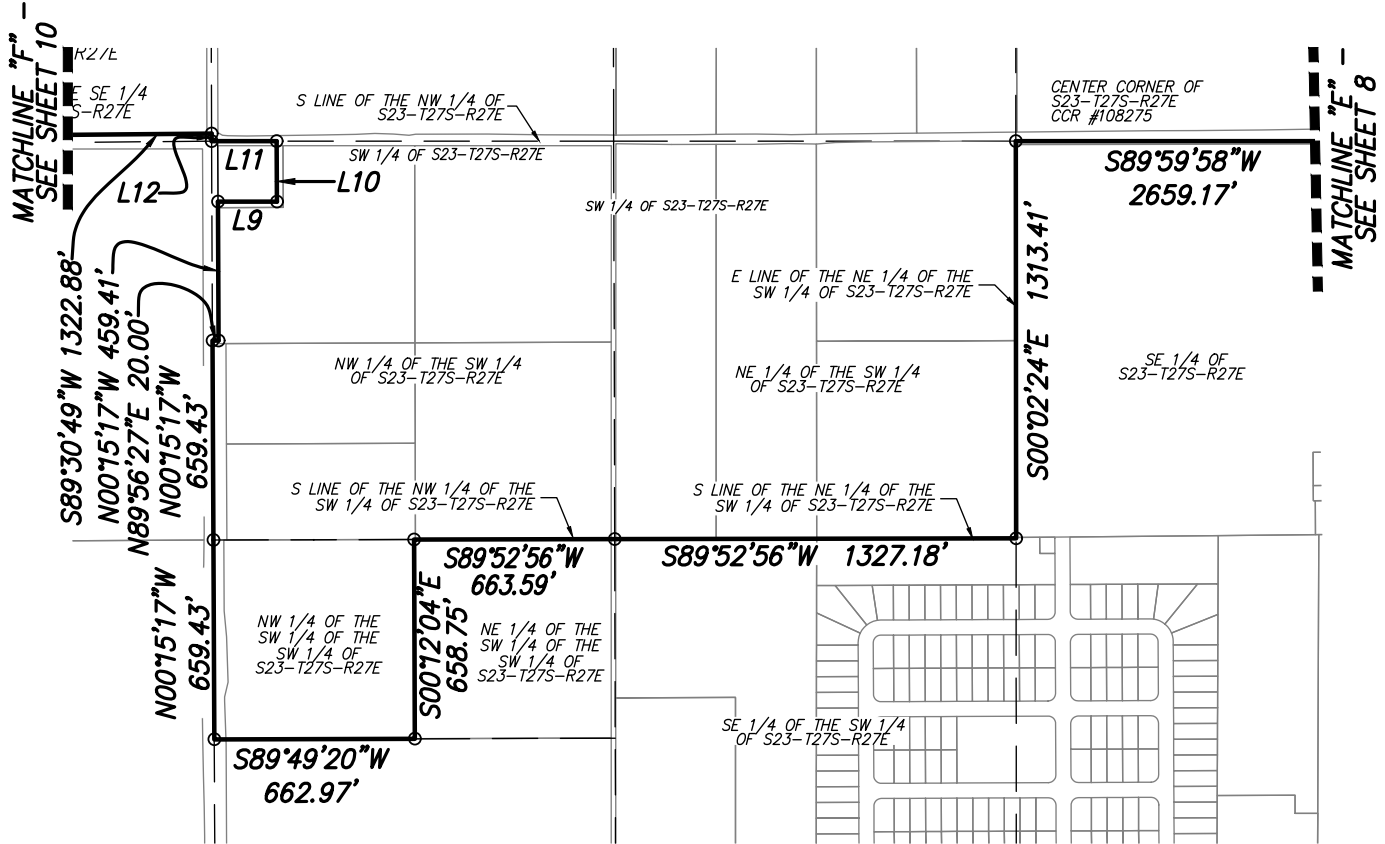 MATCHLINE "F" -
SEE SHEET 10
R27E
E SE 1/4
S-R27E
S LINE OF THE NW 1/4 OF
S23-T27S-R27E
CENTER CORNER OF
S23-T27S-R27E
CCR #108275
MATCHLINE "E" -
SEE SHEET 8
SW 1/4 OF S23-T27S-R27E
L11
L10
L12
L9
S89°59'58"W
2659.17'
SW 1/4 OF S23-T27S-R27E
E LINE OF THE NE 1/4 OF THE
SW 1/4 OF S23-T27S-R27E
S00°02'24"E 1313.41'
S89°30'49"W 1322.88'
N00°15'17"W 459.41'
N89°56'27"E 20.00'
N00°15'17"W
659.43'
NW 1/4 OF THE SW 1/4
OF S23-T27S-R27E
NE 1/4 OF THE SW 1/4
OF S23-T27S-R27E
SE 1/4 OF
S23-T27S-R27E
S LINE OF THE NW 1/4 OF THE
SW 1/4 OF S23-T27S-R27E
S LINE OF THE NE 1/4 OF THE
SW 1/4 OF S23-T27S-R27E
S89°52'56"W
663.59'
S89°52'56"W 1327.18'
N00°15'17"W
659.43'
NW 1/4 OF THE
SW 1/4 OF THE
SW 1/4 OF
S23-T27S-R27E
S00°12'04"E
658.75'
NE 1/4 OF THE
SW 1/4 OF THE
SW 1/4 OF
S23-T27S-R27E
SE 1/4 OF THE SW 1/4
OF S23-T27S-R27E
S89°49'20"W
662.97'